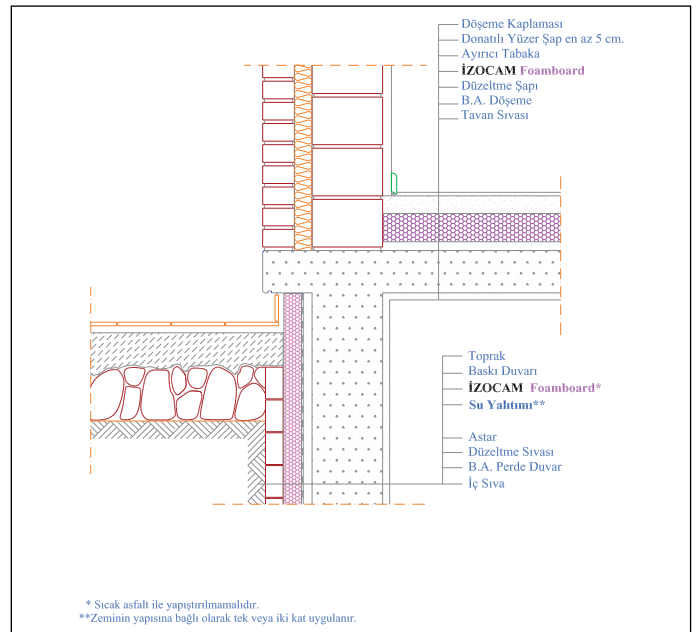 Döşeme Kaplaması
Donatılı Yüzer Şap en az 5 cm.
Ayırıcı Tabaka
İZOCAM Foamboard
Düzeltme Şapı
B.A. Döşeme
Tavan Sıvası
Toprak
Baskı Duvarı
İZOCAM Foamboard*
Su Yahtımı**
Astar
Düzeltme Sıvası
B.A. Perde Duvar
İç Sıva
* Sıcak asfalt ile yapıştırılmamalıdır.
**Zeminin yapısına bağlı olarak tek veya iki kat uygulanır.